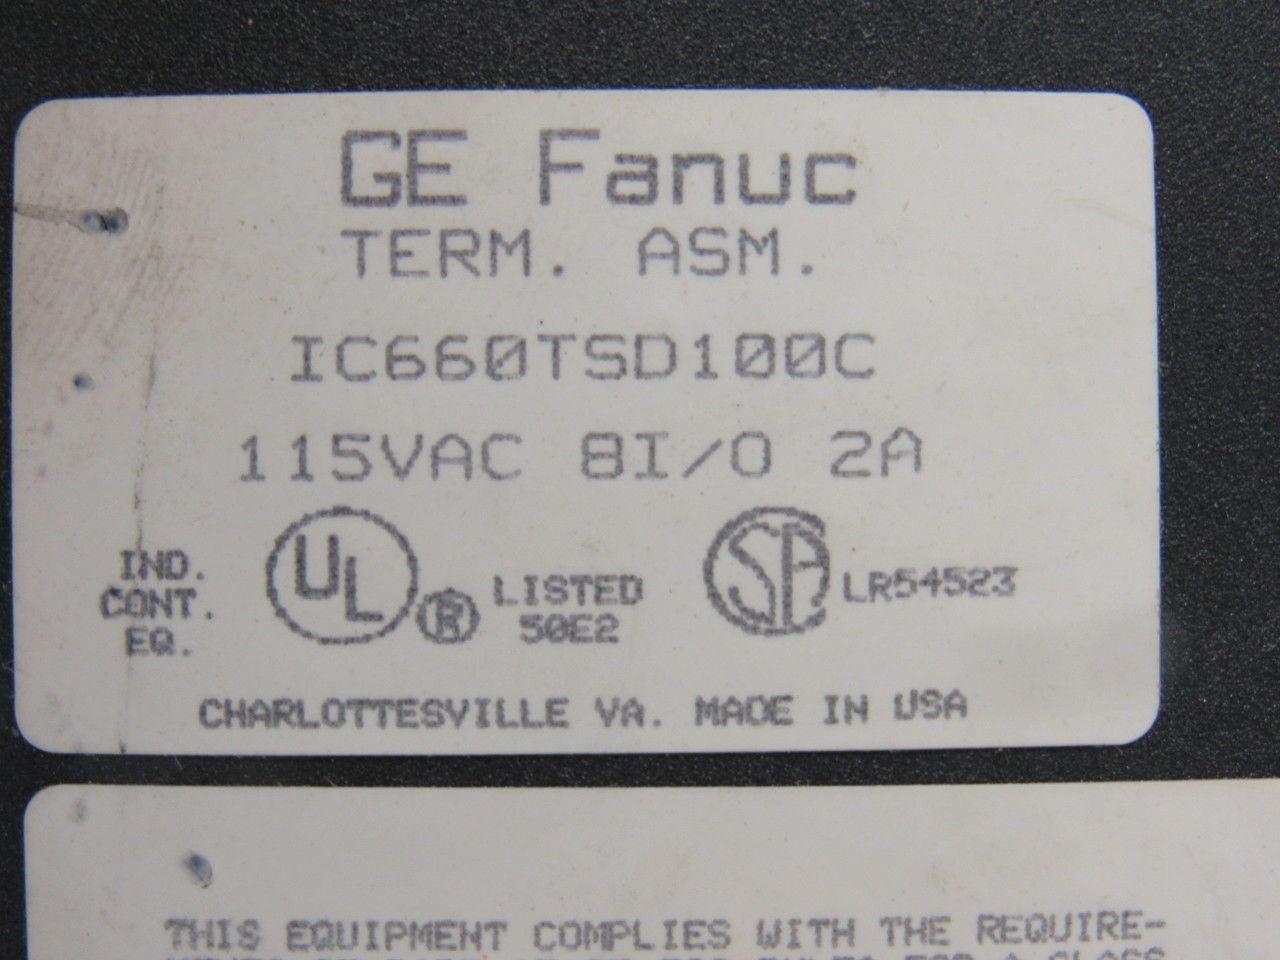 GE Fanuc
TERM. ASM.
IC660TSD100C
115VAC 8I/O 2A
IND.
CONT.
EQ.
UL
®
LISTED
50E2
SA
LR54523
CHARLOTTESVILLE VA. MADE IN USA
THIS EQUIPMENT COMPLIES WITH THE REQUIRE-